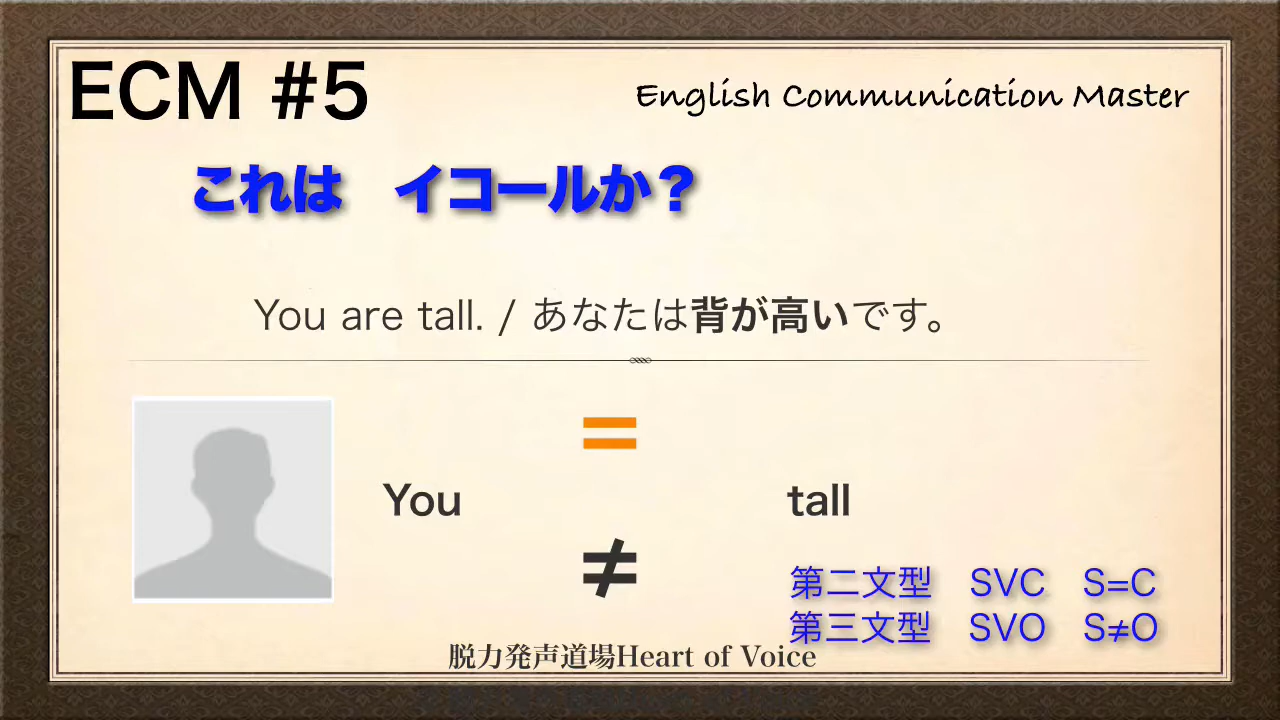 ECM #5
English Communication Master
これは　イコールか？
You are tall. / あなたは背が高いです。
=
You
tall
≠
第二文型　SVC　S=C
第三文型　SVO　S≠O
脱力発声道場Heart of Voice